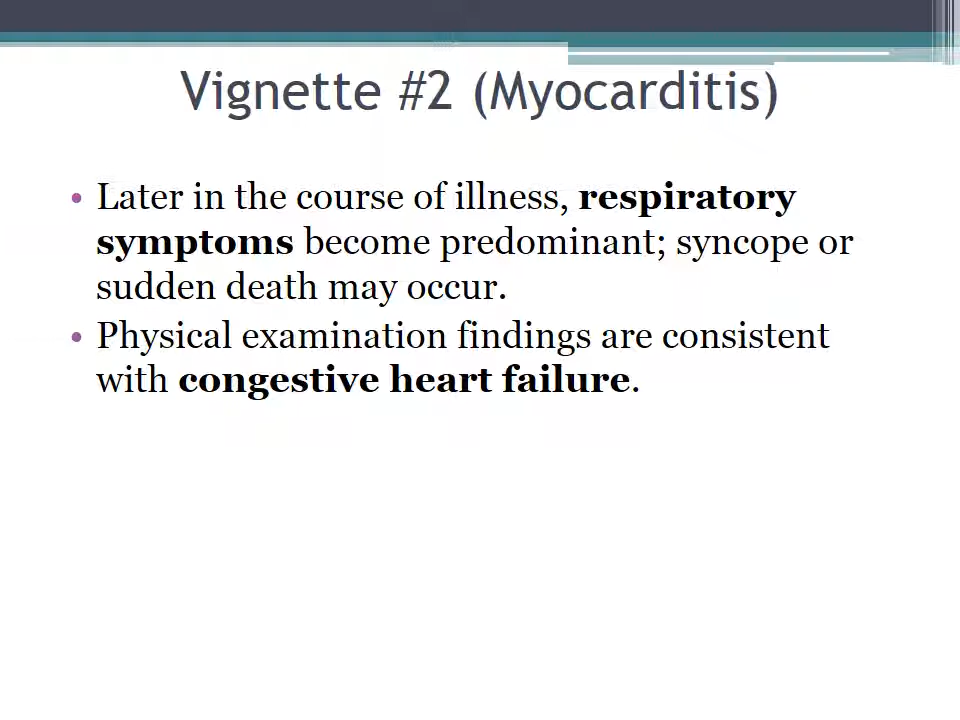 Vignette #2 (Myocarditis)
• Later in the course of illness, respiratory
symptoms become predominant; syncope or
sudden death may occur.
• Physical examination findings are consistent
with congestive heart failure.